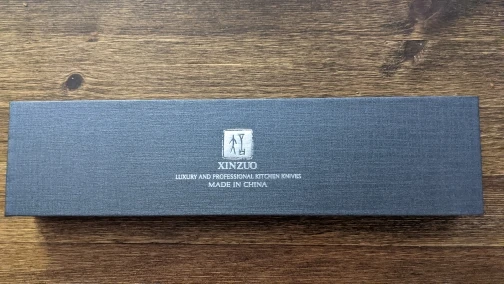 XINZUO
LUXURY AND PROFESSIONAL KITCHEN KNIVES
MADE IN CHINA